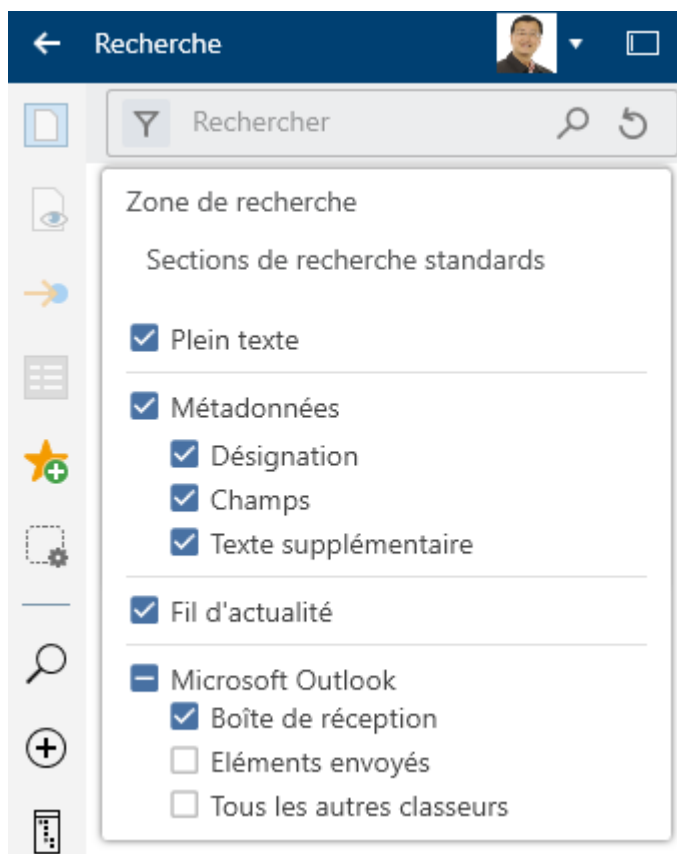 Recherche
Rechercher
Zone de recherche
Sections de recherche standards
Plein texte
Métadonnées
Désignation
Champs
Texte supplémentaire
Fil d'actualité
Microsoft Outlook
Boîte de réception
Eléments envoyés
Tous les autres classeurs